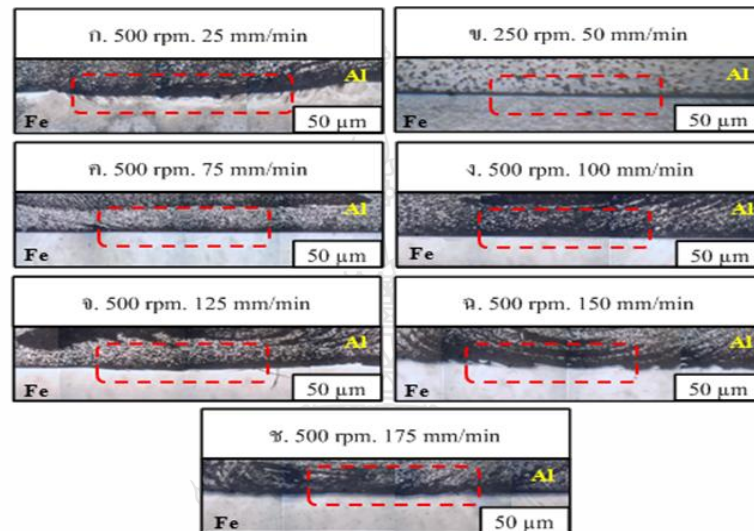 ก. 500 rpm. 25 mm/min
Al
Fe
50 μm
ข. 250 rpm. 50 mm/min
Al
Fe
50 μm
ค. 500 rpm. 75 mm/min
Al
Fe
50 μm
ง. 500 rpm. 100 mm/min
Al
Fe
50 μm
จ. 500 rpm. 125 mm/min
Al
Fe
50 μm
ฉ. 500 rpm. 150 mm/min
Al
Fe
50 μm
ช. 500 rpm. 175 mm/min
Al
Fe
50 μm